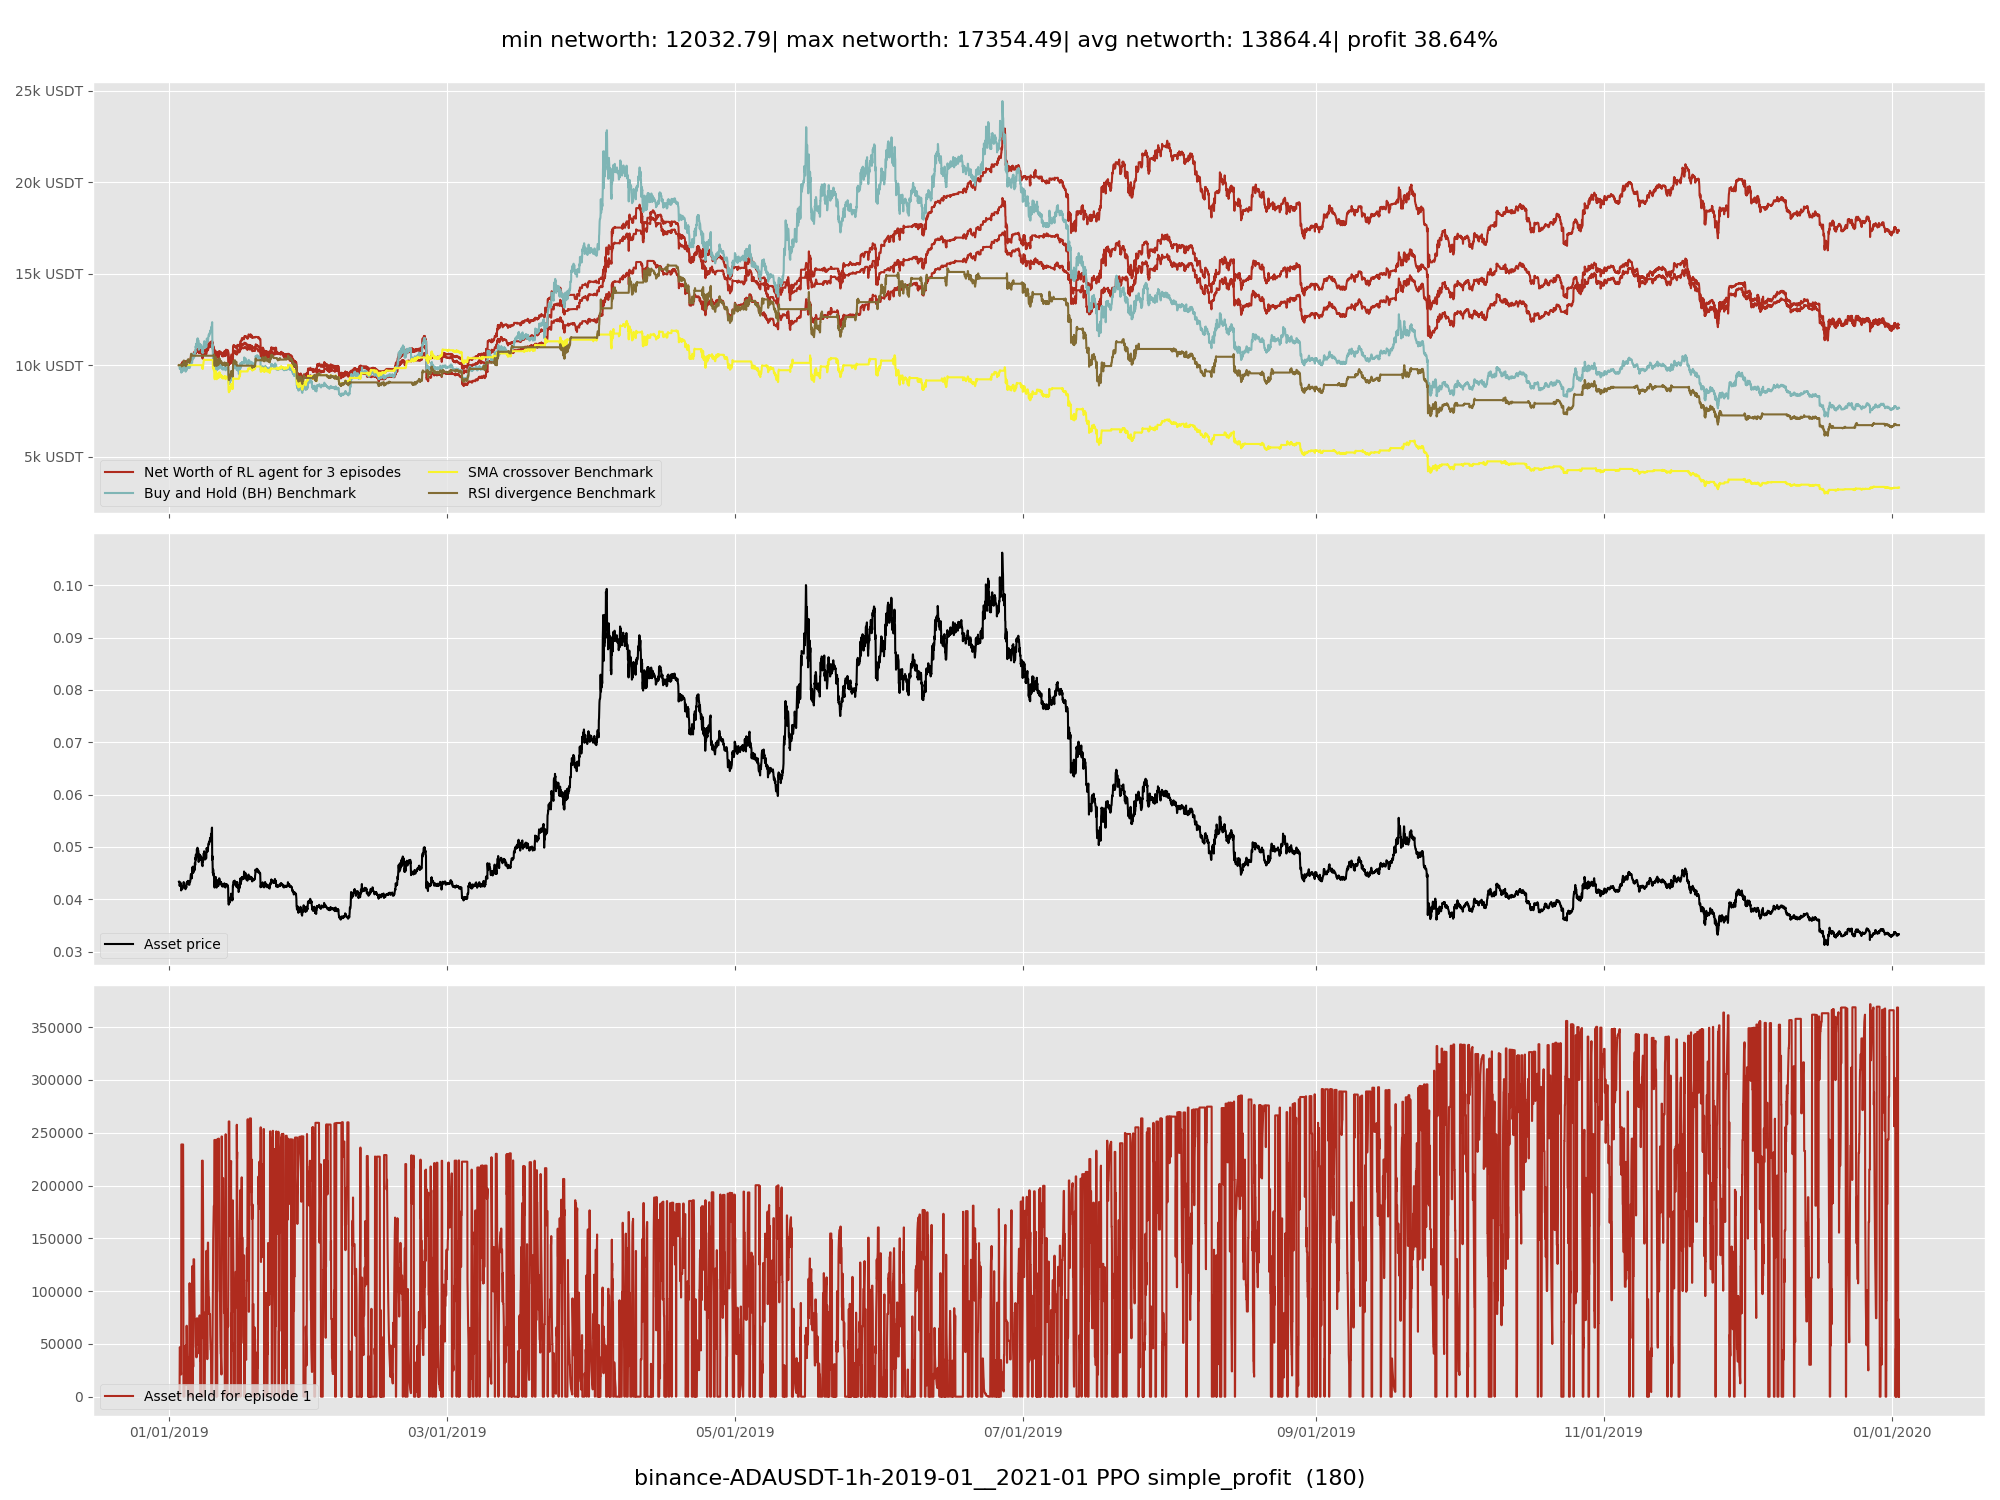 min networth: 12032.79| max networth: 17354.49| avg networth: 13864.4| profit 38.64%
25k USDT
20k USDT
15k USDT
10k USDT
5k USDT
Net Worth of RL agent for 3 episodes
Buy and Hold (BH) Benchmark
SMA crossover Benchmark
RSI divergence Benchmark
0.10
0.09
0.08
0.07
0.06
0.05
0.04
0.03
Asset price
350000
300000
250000
200000
150000
100000
50000
0
Asset held for episode 1
01/01/2019 03/01/2019 05/01/2019 07/01/2019 09/01/2019 11/01/2019 01/01/2020
binance-ADAUSDT-1h-2019-01__2021-01 PPO simple_profit (180)